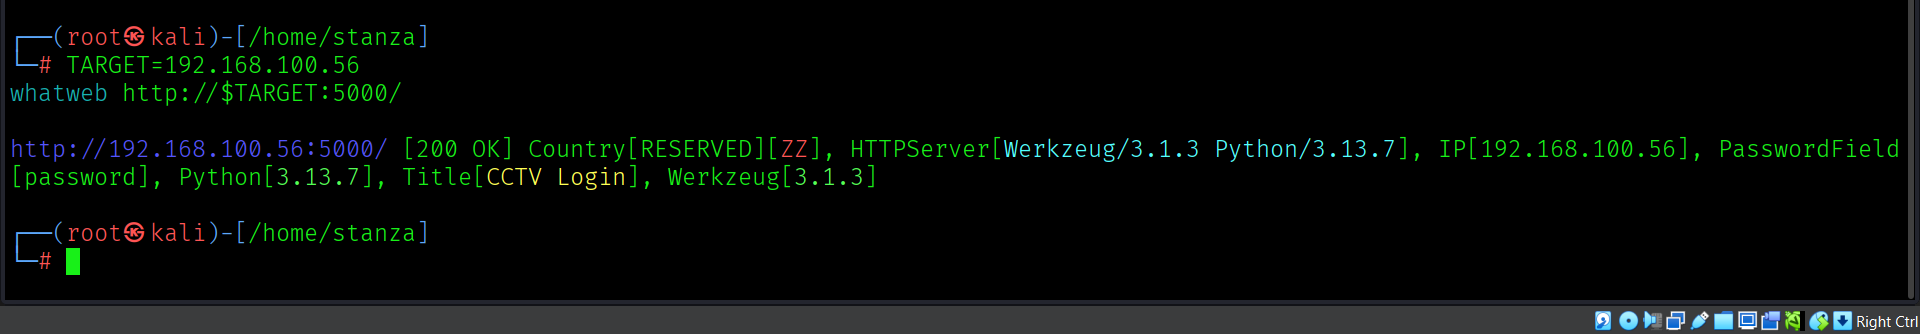 ┌──(root㉿kali)-[/home/stanza]
└─# TARGET=192.168.100.56
whatweb http://$TARGET:5000/
http://192.168.100.56:5000/ [200 OK] Country[RESERVED][ZZ], HTTPServer[Werkzeug/3.1.3 Python/3.13.7], IP[192.168.100.56], PasswordField
[password], Python[3.13.7], Title[CCTV Login], Werkzeug[3.1.3]
┌──(root㉿kali)-[/home/stanza]
└─#
Right Ctrl